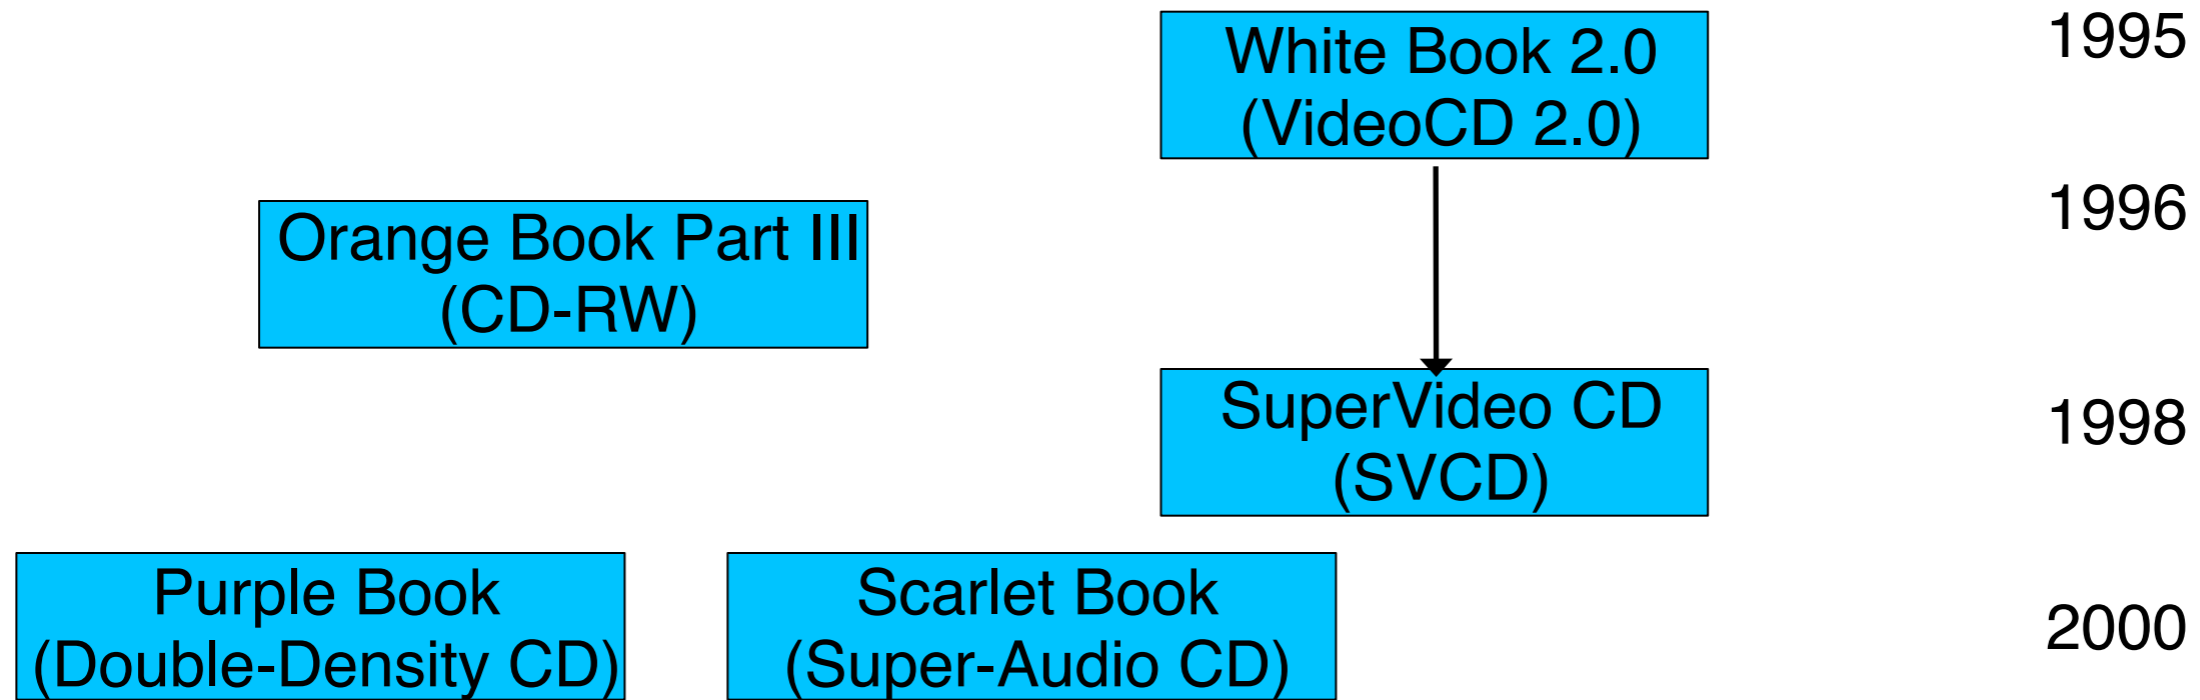 White Book 2.0
(VideoCD 2.0)
1995
Orange Book Part III
(CD-RW)
1996
SuperVideo CD
(SVCD)
1998
Purple Book
(Double-Density CD)
Scarlet Book
(Super-Audio CD)
2000